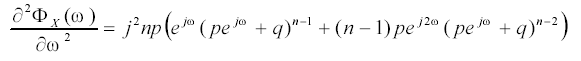 ∂²Φ_X(ω)/∂ω² = j²np(e^{jω}(pe^{jω} + q)^{n-1} + (n-1)pe^{j2ω}(pe^{jω} + q)^{n-2})